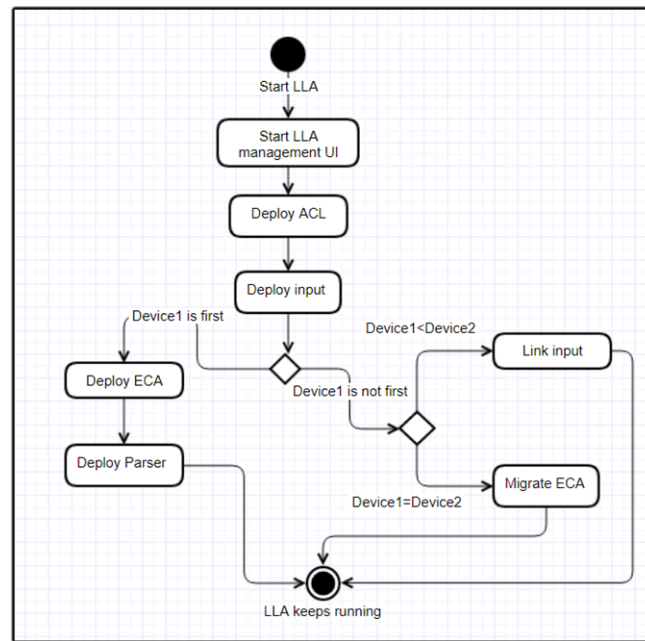 Start LLA
Start LLA
management UI
Deploy ACL
Deploy input
Device1 is first
Device1<Device2
Link input
Deploy ECA
Device1 is not first
Deploy Parser
Migrate ECA
Device1=Device2
LLA keeps running